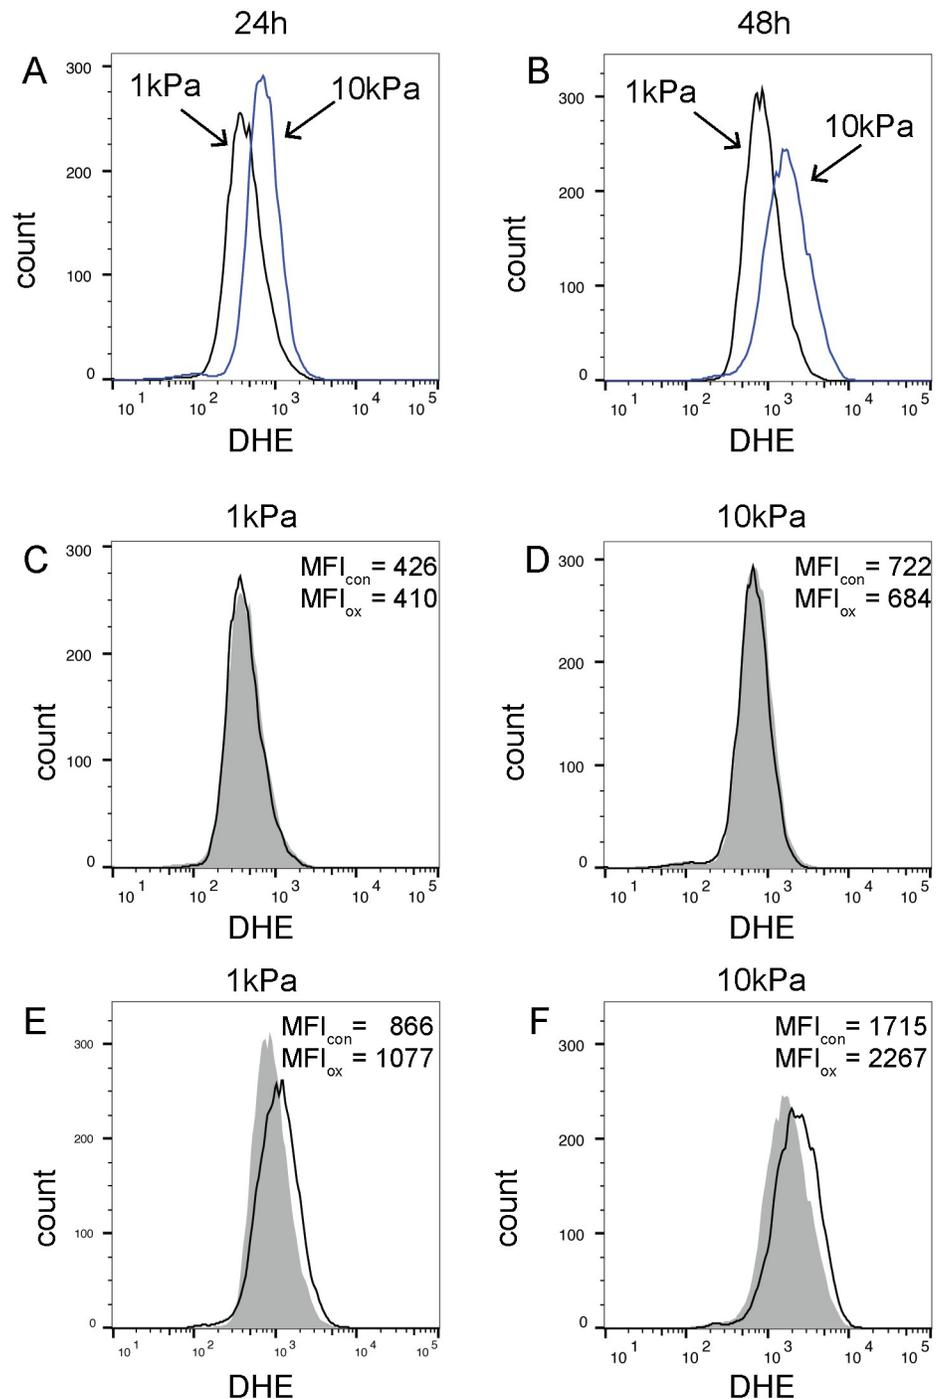 24h
48h
A
B
1kPa
10kPa
1kPa
10kPa
300
200
100
0
count
10 1 10 2 10 3 10 4 10 5
DHE
300
200
100
0
count
10 1 10 2 10 3 10 4 10 5
DHE
1kPa
10kPa
C
D
MFIcon = 426
MFIox = 410
300
200
100
0
count
10 1 10 2 10 3 10 4 10 5
DHE
MFIcon = 722
MFIox = 684
300
200
100
0
count
10 1 10 2 10 3 10 4 10 5
DHE
1kPa
10kPa
E
F
MFIcon = 866
MFIox = 1077
300
200
100
0
count
10 1 10 2 10 3 10 4 10 5
DHE
MFIcon = 1715
MFIox = 2267
300
200
100
0
count
10 1 10 2 10 3 10 4 10 5
DHE